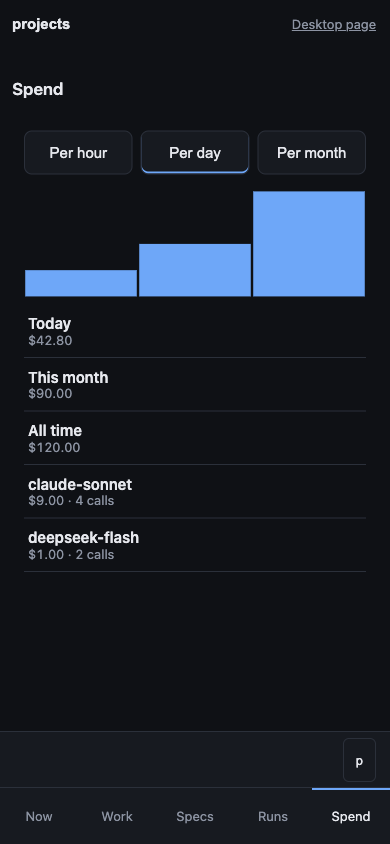 projects
Desktop page
Spend
Per hour
Per day
Per month
Today
$42.80
This month
$90.00
All time
$120.00
claude-sonnet
$9.00 · 4 calls
deepseek-flash
$1.00 · 2 calls
p
Now
Work
Specs
Runs
Spend